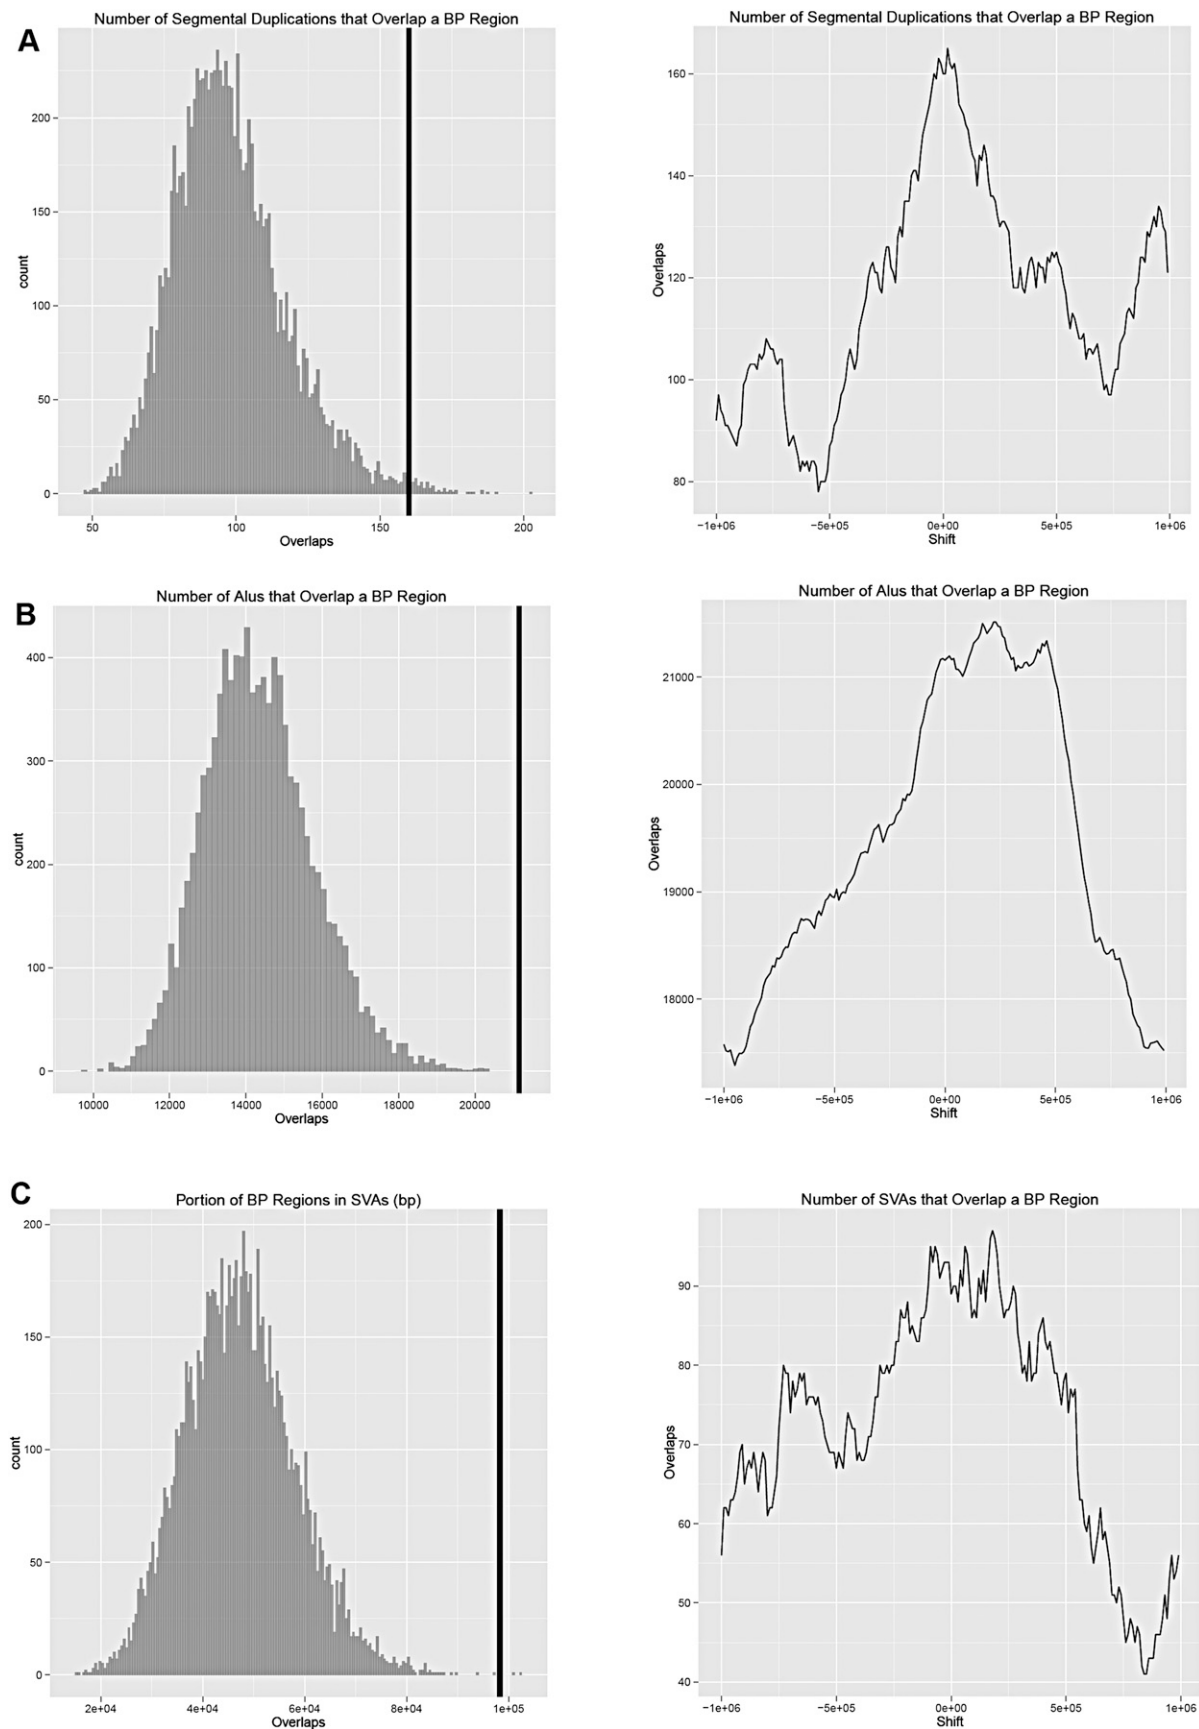 A
Number of Segmental Duplications that Overlap a BP Region
count
200
150
100
50
0
50 100 150 200
Overlaps
Number of Segmental Duplications that Overlap a BP Region
Overlaps
160
140
120
100
80
−1e+06 −5e+05 0e+00 5e+05 1e+06
Shift
B
Number of Alus that Overlap a BP Region
count
400
300
200
100
0
10000 12000 14000 16000 18000 20000
Overlaps
Number of Alus that Overlap a BP Region
Overlaps
21000
20000
19000
18000
−1e+06 −5e+05 0e+00 5e+05 1e+06
Shift
C
Portion of BP Regions in SVAs (bp)
count
200
150
100
50
0
2e+04 4e+04 6e+04 8e+04 1e+05
Overlaps
Number of SVAs that Overlap a BP Region
Overlaps
90
80
70
60
50
40
−1e+06 −5e+05 0e+00 5e+05 1e+06
Shift